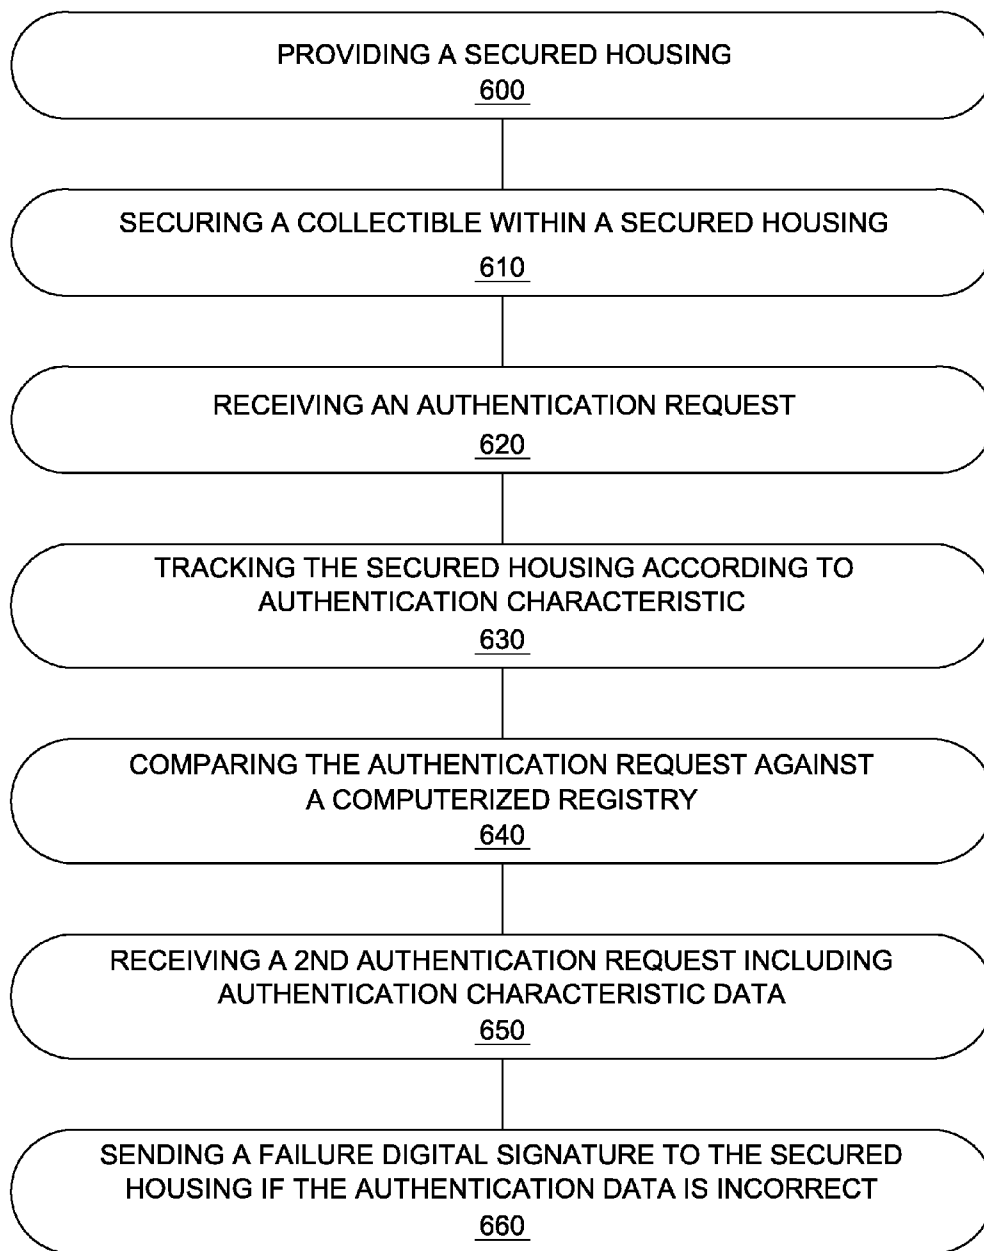 PROVIDING A SECURED HOUSING
600
SECURING A COLLECTIBLE WITHIN A SECURED HOUSING
610
RECEIVING AN AUTHENTICATION REQUEST
620
TRACKING THE SECURED HOUSING ACCORDING TO
AUTHENTICATION CHARACTERISTIC
630
COMPARING THE AUTHENTICATION REQUEST AGAINST
A COMPUTERIZED REGISTRY
640
RECEIVING A 2ND AUTHENTICATION REQUEST INCLUDING
AUTHENTICATION CHARACTERISTIC DATA
650
SENDING A FAILURE DIGITAL SIGNATURE TO THE SECURED
HOUSING IF THE AUTHENTICATION DATA IS INCORRECT
660